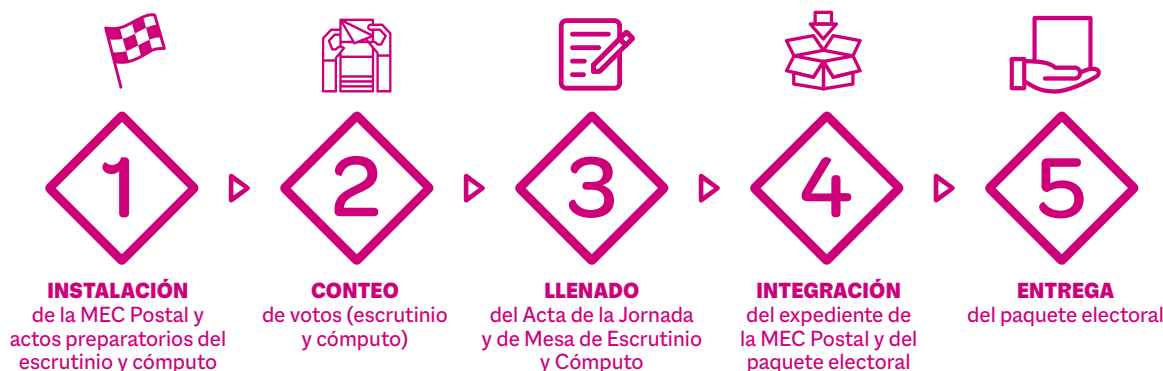 1
INSTALACIÓN
de la MEC Postal y
actos preparatorios del
escrutinio y cómputo
2
CONTEO
de votos (escrutinio
y cómputo)
3
LLENADO
del Acta de la Jornada
y de Mesa de Escrutinio
y Cómputo
4
INTEGRACIÓN
del expediente de
la MEC Postal y del
paquete electoral
5
ENTREGA
del paquete electoral